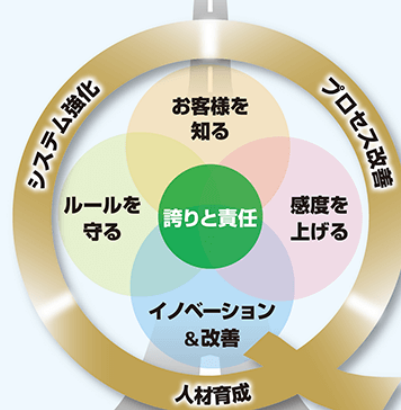 システム強化
プロセス改善
お客様を
知る
ルールを
守る
誇りと責任
感度を
上げる
イノベーション
&改善
人材育成